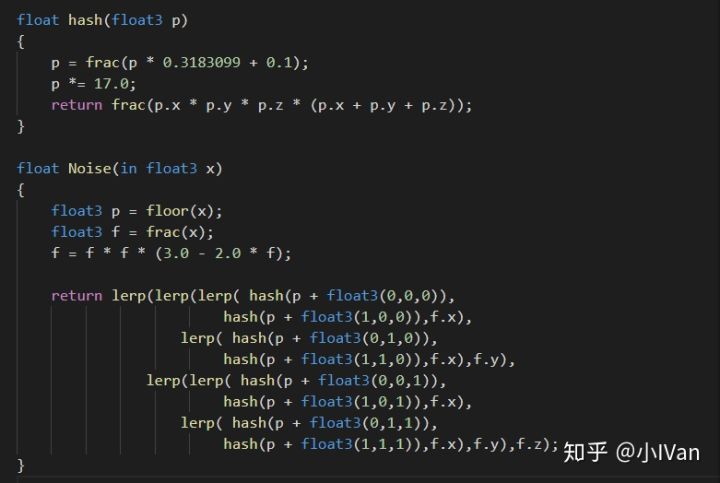 float hash(float3 p)
{
    p = frac(p * 0.3183099 + 0.1);
    p *= 17.0;
    return frac(p.x * p.y * p.z * (p.x + p.y + p.z));
}

float Noise(in float3 x)
{
    float3 p = floor(x);
    float3 f = frac(x);
    f = f * f * (3.0 - 2.0 * f);

    return lerp(lerp(lerp( hash(p + float3(0,0,0)),
                        hash(p + float3(1,0,0)),f.x),
                   lerp( hash(p + float3(0,1,0)),
                        hash(p + float3(1,1,0)),f.x),f.y),
               lerp(lerp( hash(p + float3(0,0,1)),
                        hash(p + float3(1,0,1)),f.x),
                   lerp( hash(p + float3(0,1,1)),
                        hash(p + float3(1,1,1)),f.x),f.y),f.z);
}
知乎 @小IVan